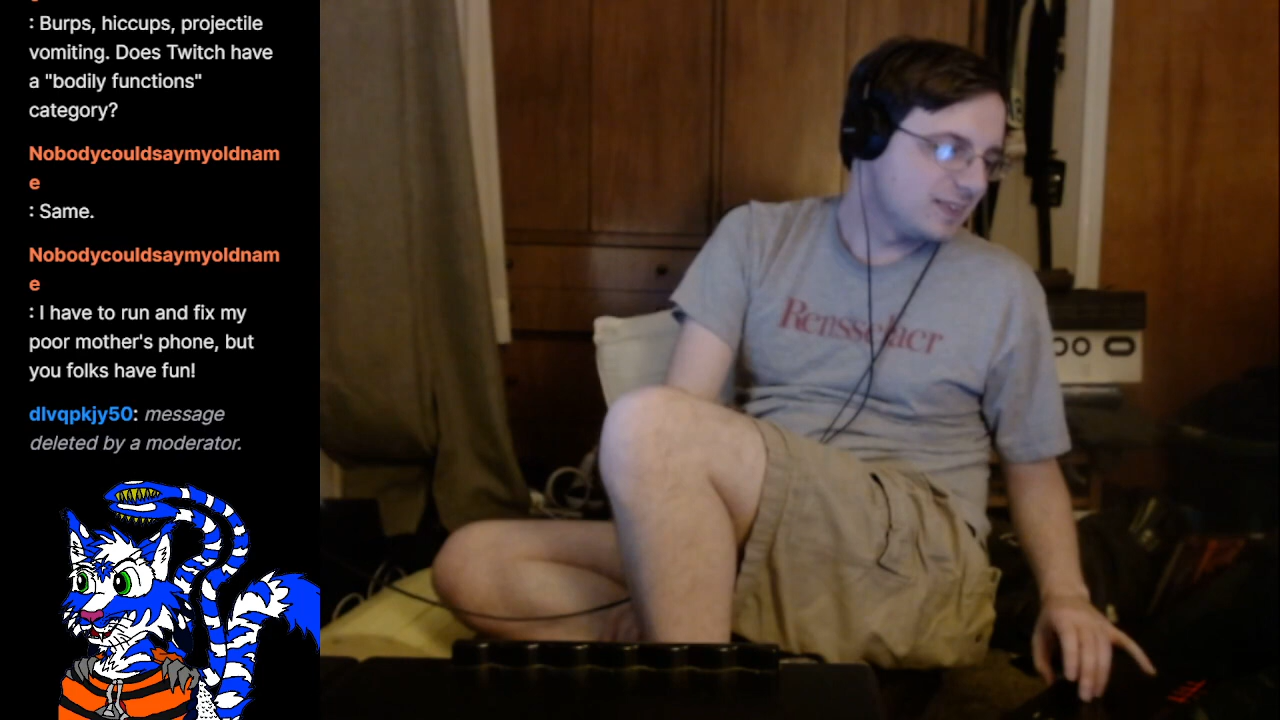 : Burps, hiccups, projectile
vomiting. Does Twitch have
a "bodily functions"
category?
Nobodycouldsaymyoldnam
e
: Same.
Nobodycouldsaymyoldnam
e
: I have to run and fix my
poor mother's phone, but
you folks have fun!
dlvqpkjy50: message
deleted by a moderator.
Rensselaer